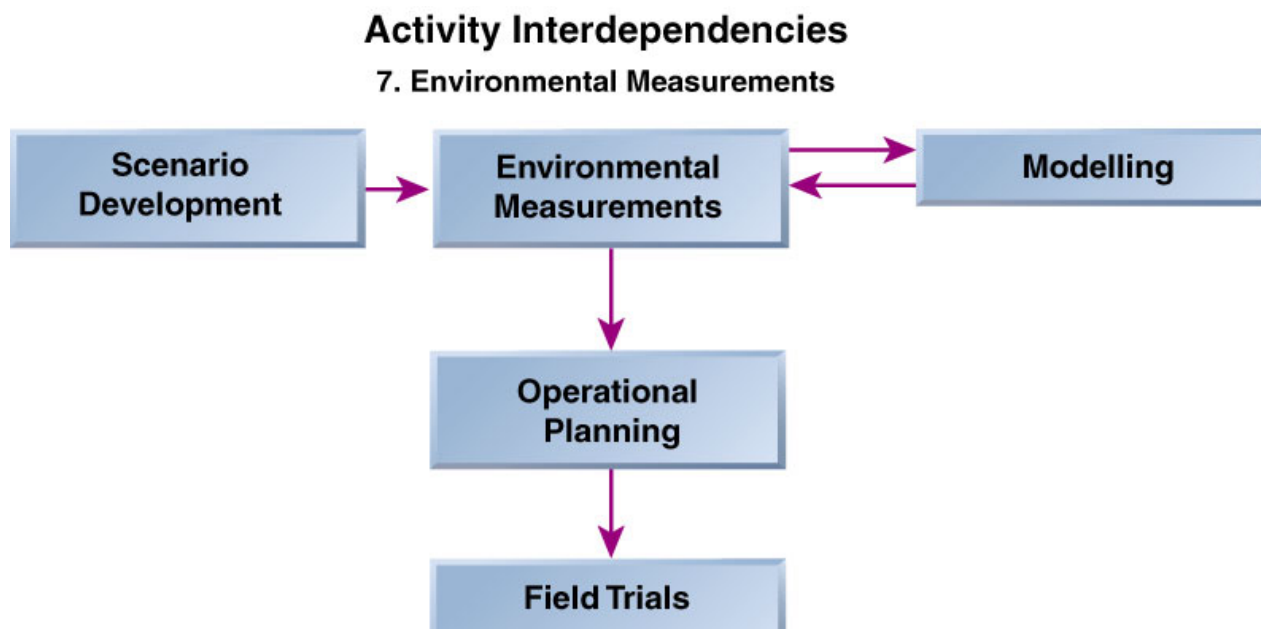 Activity Interdependencies
7. Environmental Measurements
Scenario
Development
Environmental
Measurements
Modelling
Operational
Planning
Field Trials